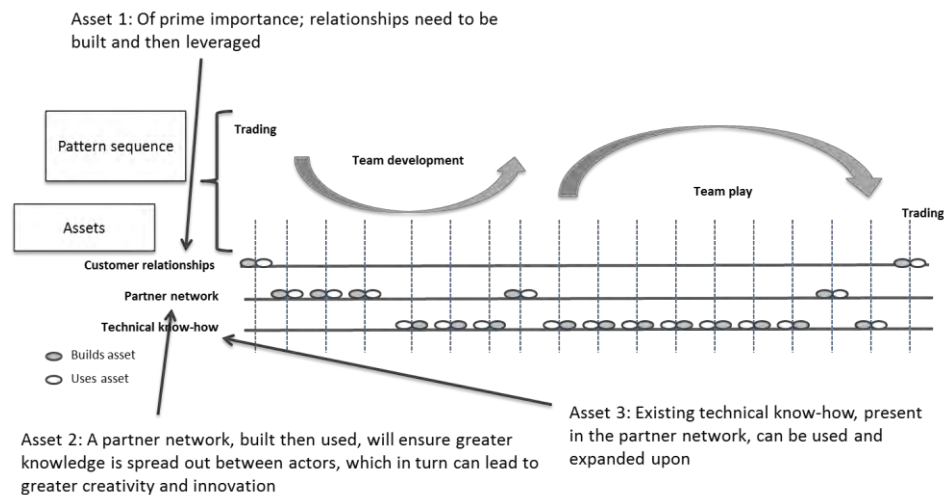 Asset 1: Of prime importance; relationships need to be
built and then leveraged
Pattern sequence
Trading
Team development
Team play
Assets
Trading
Customer relationships
Partner network
Technical know-how
Builds asset
Uses asset
Asset 2: A partner network, built then used, will ensure greater
knowledge is spread out between actors, which in turn can lead to
greater creativity and innovation
Asset 3: Existing technical know-how, present
in the partner network, can be used and
expanded upon